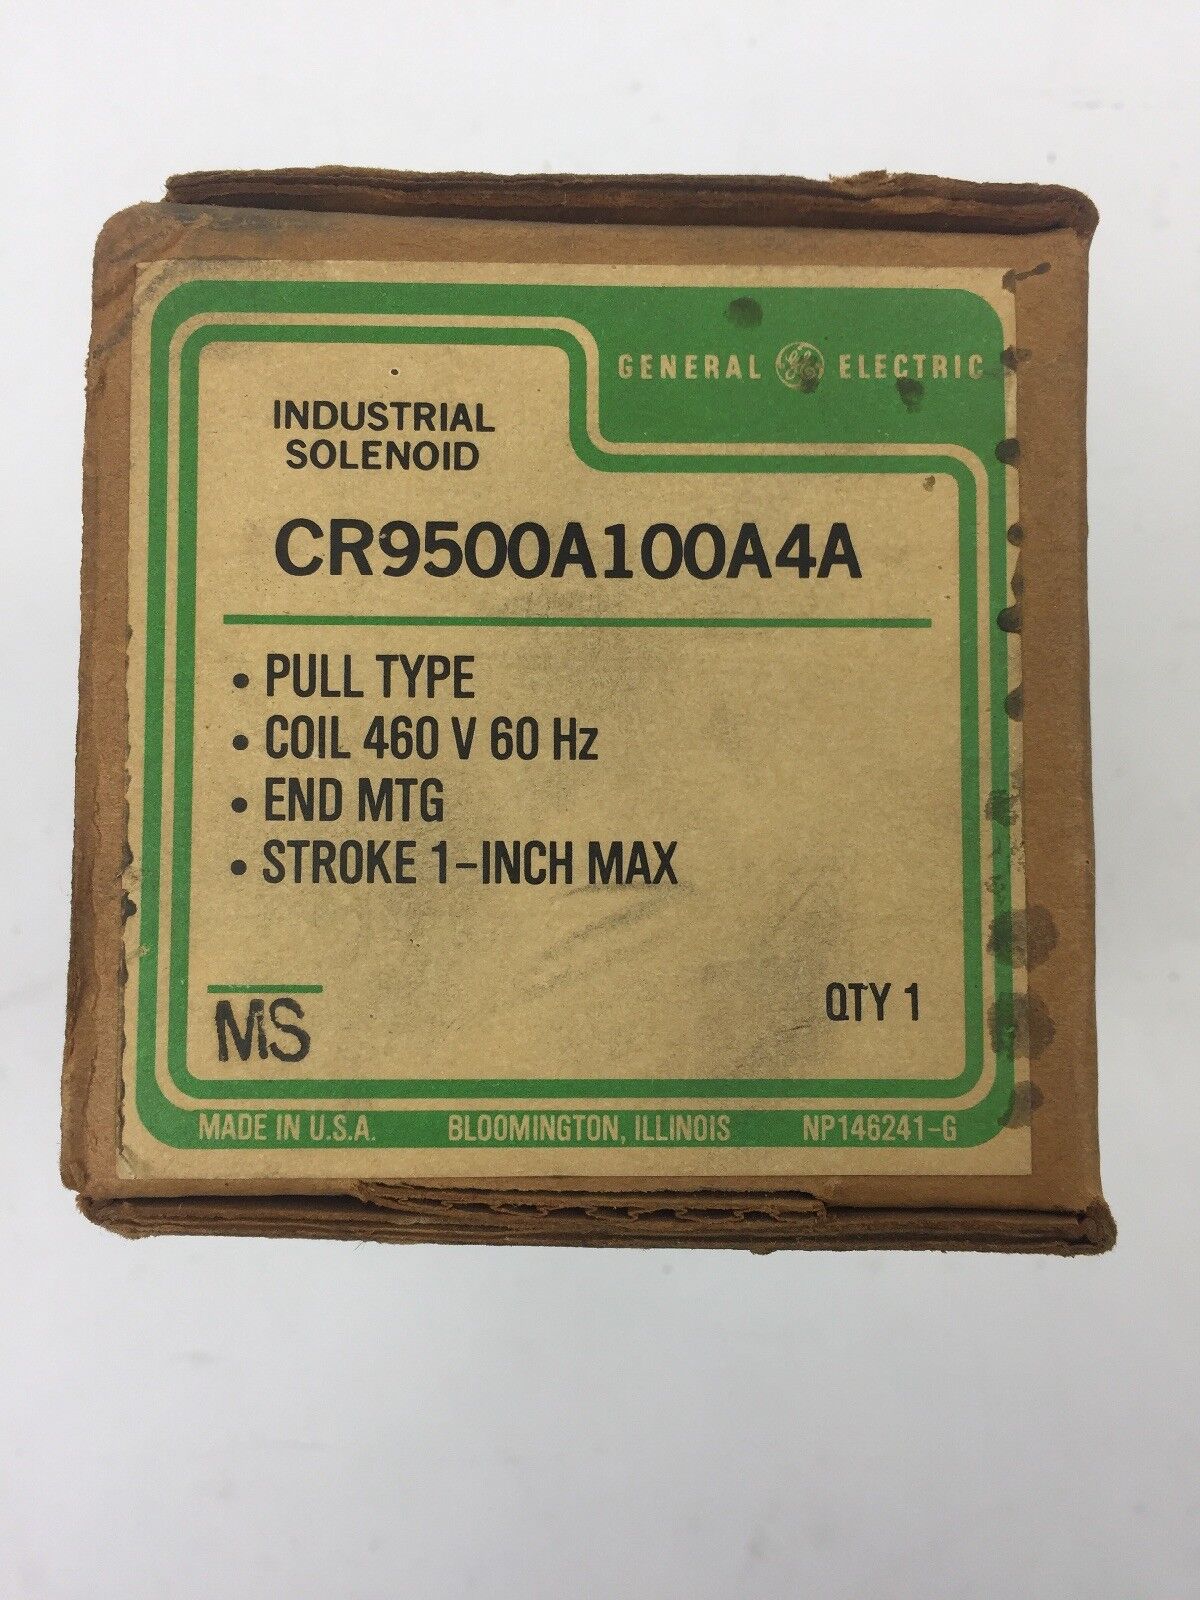 GENERAL GE ELECTRIC
INDUSTRIAL
SOLENOID
CR9500A100A4A
• PULL TYPE
• COIL 460 V 60 Hz
• END MTG
• STROKE 1-INCH MAX
MS
QTY 1
MADE IN U.S.A. BLOOMINGTON, ILLINOIS NP146241-G